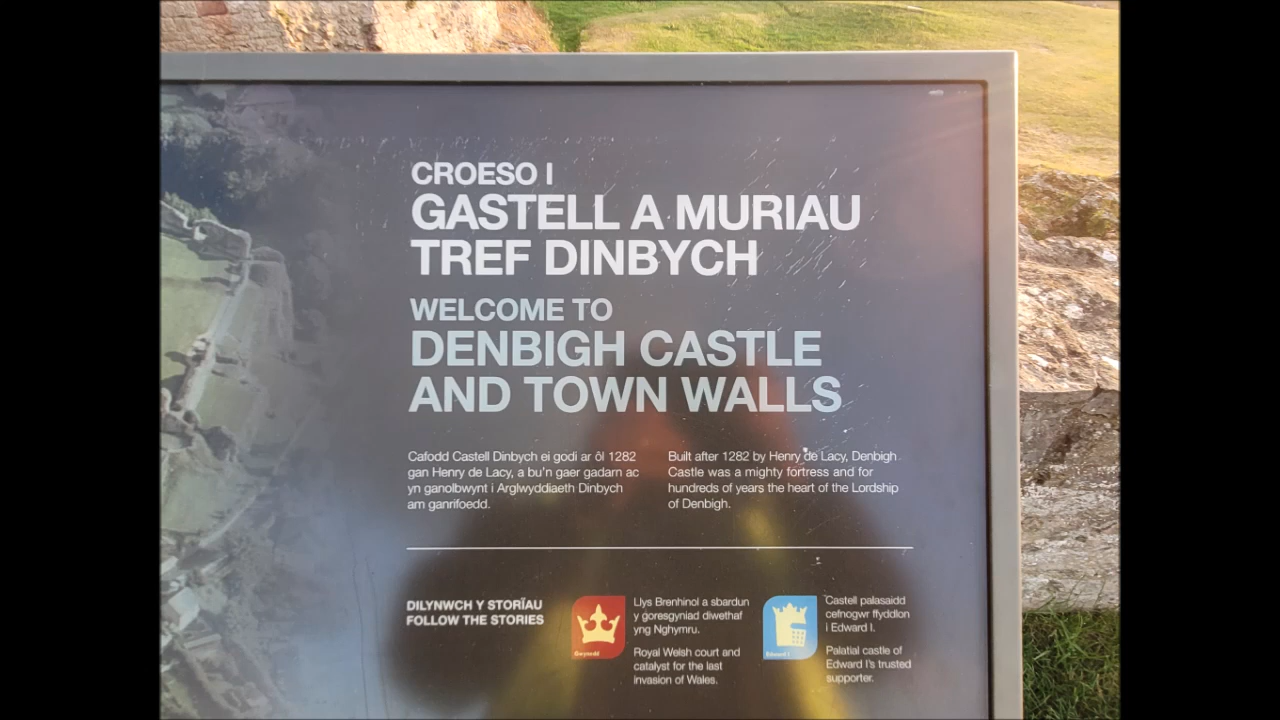 CROESO I
GASTELL A MURIAU
TREF DINBYCH
WELCOME TO
DENBIGH CASTLE
AND TOWN WALLS
Cafodd Castell Dinbych ei godi ar ôl 1282
gan Henry de Lacy, a bu'n gaer gadarn ac
yn ganolbwynt i Arglwyddiaeth Dinbych
am ganrifoedd.
Built after 1282 by Henry de Lacy, Denbigh
Castle was a mighty fortress and for
hundreds of years the heart of the Lordship
of Denbigh.
DILYNWCH Y STORÏAU
FOLLOW THE STORIES
Gwynedd
Llys Brenhinol a sbardun
y goresgyniad diwethaf
yng Nghymru.
Royal Welsh court and
catalyst for the last
invasion of Wales.
Edward I
Castell palasaidd
cefnogwr ffyddlon
i Edward I.
Palatial castle of
Edward I's trusted
supporter.